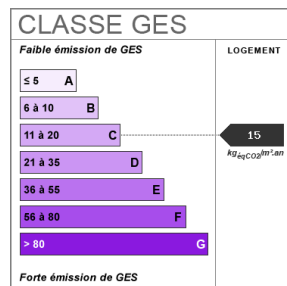 CLASSE GES
Faible émission de GES
LOGEMENT
≤ 5 A
6 à 10 B
11 à 20 C
15
kgéqCO2/m².an
21 à 35 D
36 à 55 E
56 à 80 F
> 80 G
Forte émission de GES